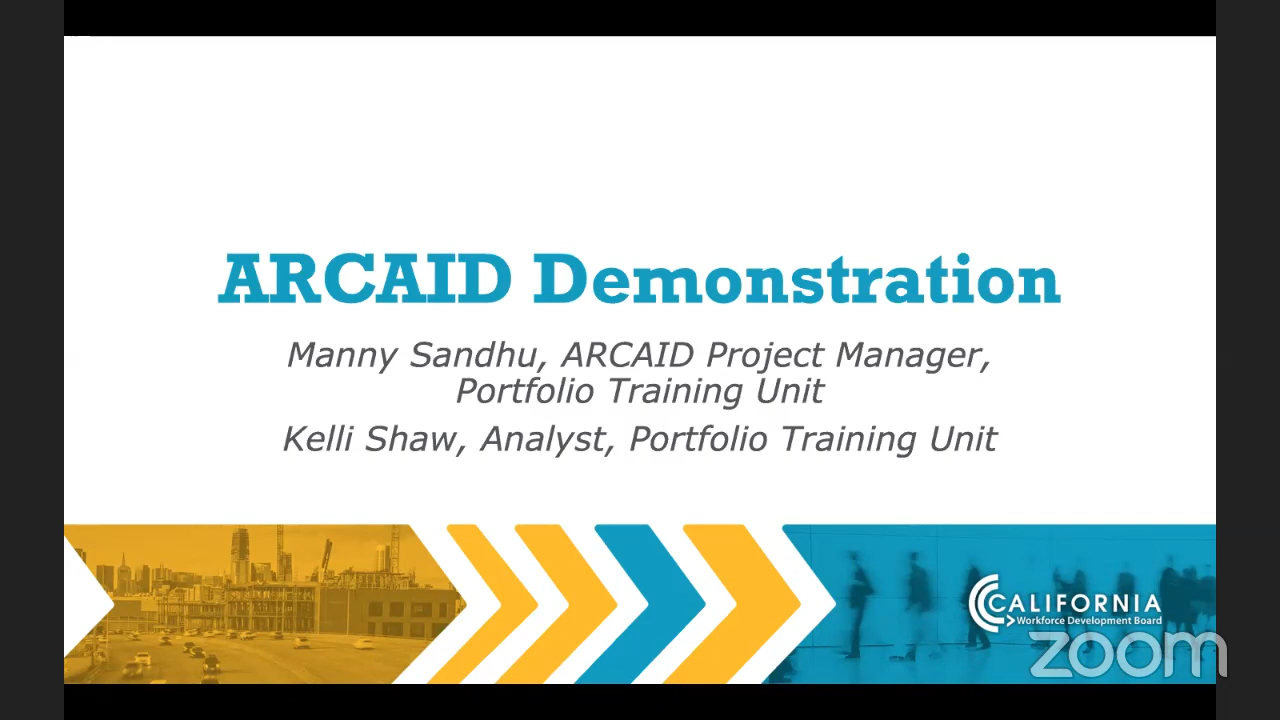 ARCAID Demonstration
Manny Sandhu, ARCAID Project Manager,
Portfolio Training Unit
Kelli Shaw, Analyst, Portfolio Training Unit
CALIFORNIA
Workforce Development Board
zoom